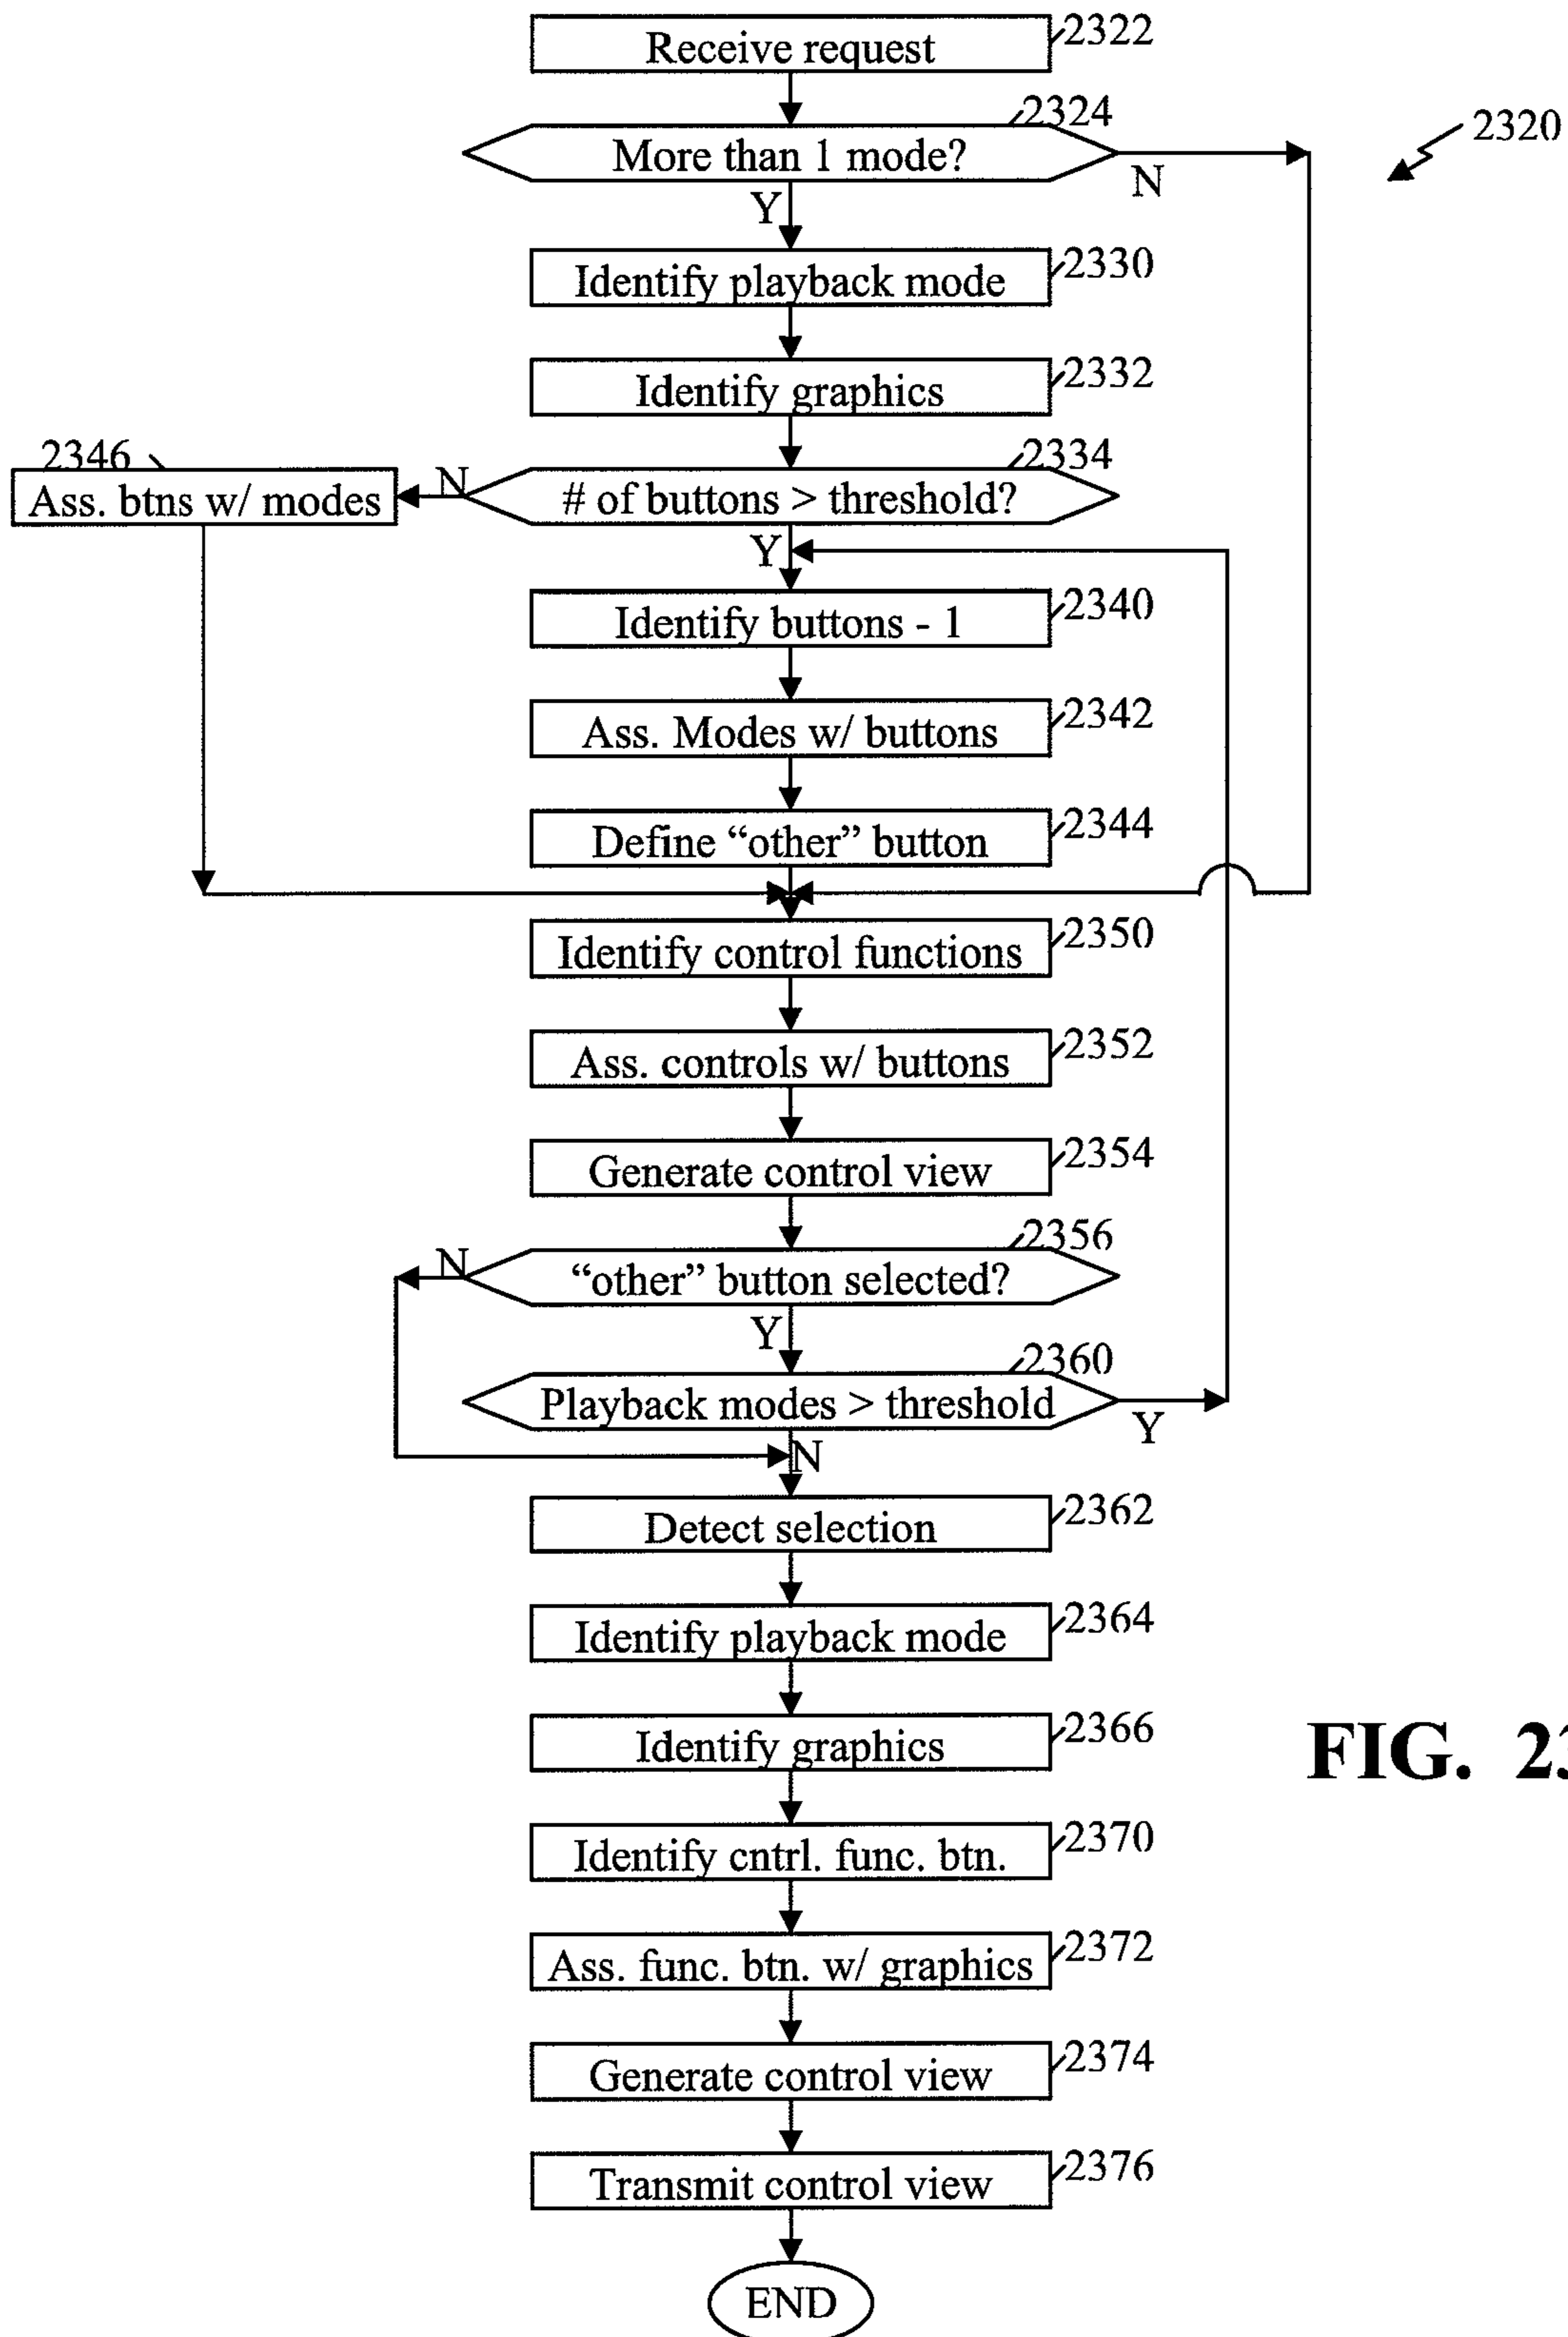 Receive request
2322
2324
More than 1 mode?
2320
N
Y
Identify playback mode
2330
Identify graphics
2332
2346
2334
Ass. btns w/ modes
N
# of buttons > threshold?
Y
Identify buttons - 1
2340
Ass. Modes w/ buttons
2342
Define “other” button
2344
Identify control functions
2350
Ass. controls w/ buttons
2352
Generate control view
2354
2356
N
“other” button selected?
Y
2360
Playback modes > threshold
Y
N
Detect selection
2362
Identify playback mode
2364
Identify graphics
2366
FIG. 23
Identify cntrl. func. btn.
2370
Ass. func. btn. w/ graphics
2372
Generate control view
2374
Transmit control view
2376
END